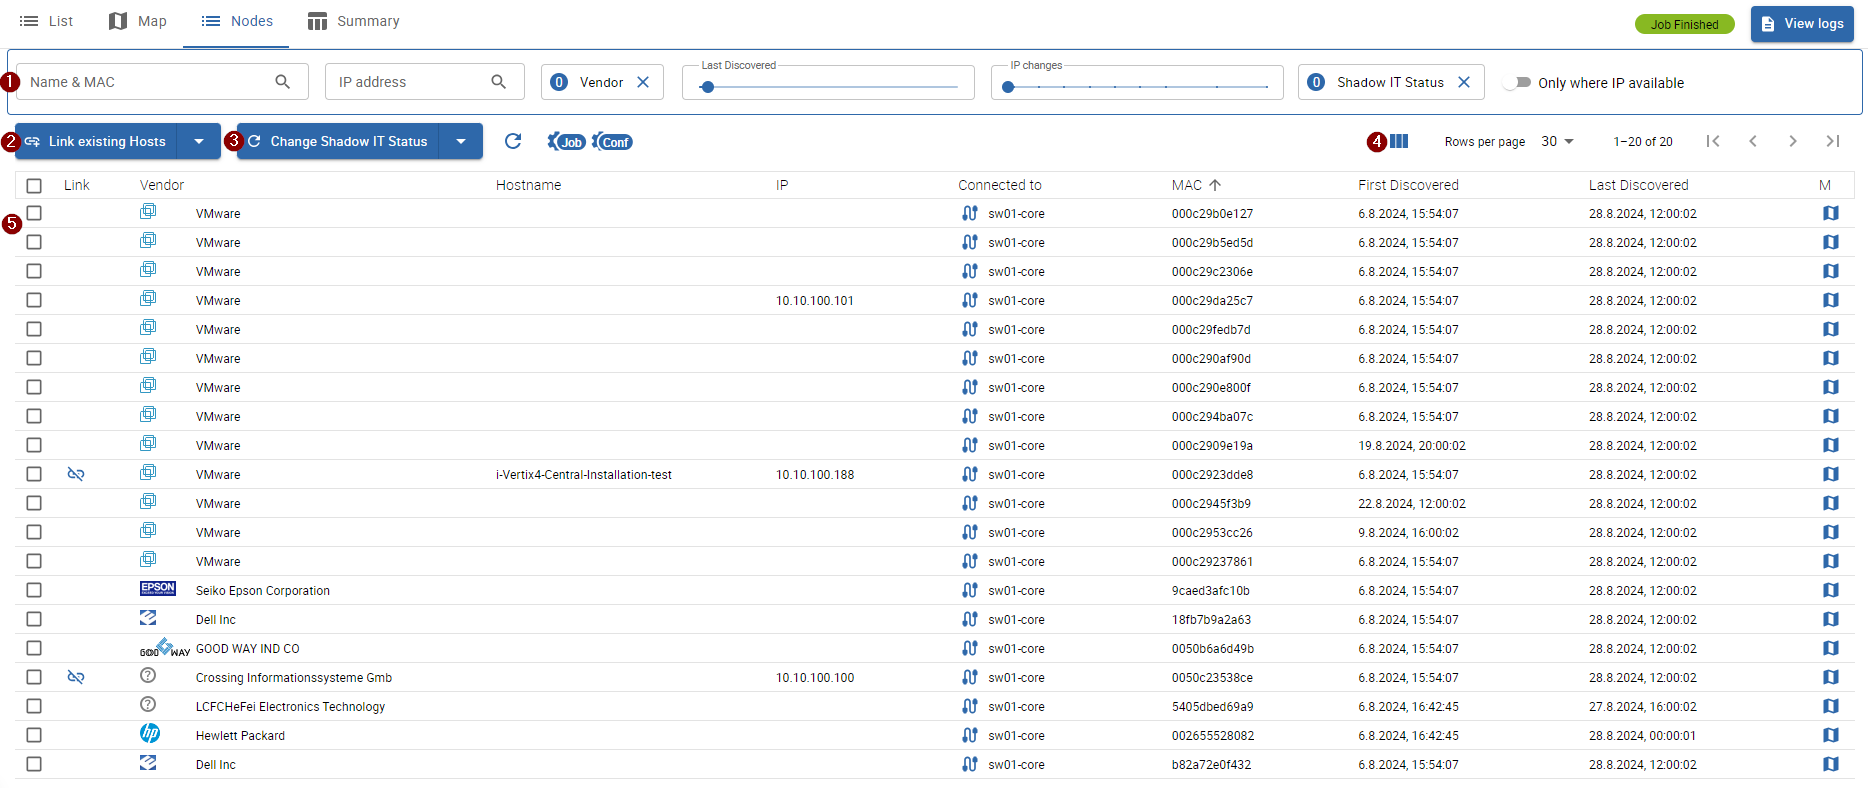 List Map Nodes Summary Job Finished View logs
Last Discovered IP changes
1 Name & MAC IP address 0 Vendor 0 Shadow IT Status Only where IP available
2 Link existing Hosts 3 Change Shadow IT Status Job Conf 4 Rows per page 30 1–20 of 20
Link Vendor Hostname IP Connected to MAC First Discovered Last Discovered M
5 VMware sw01-core 000c29b0e127 6.8.2024, 15:54:07 28.8.2024, 12:00:02
VMware sw01-core 000c29b5ed5d 6.8.2024, 15:54:07 28.8.2024, 12:00:02
VMware sw01-core 000c29c2306e 6.8.2024, 15:54:07 28.8.2024, 12:00:02
VMware 10.10.100.101 sw01-core 000c29da25c7 6.8.2024, 15:54:07 28.8.2024, 12:00:02
VMware sw01-core 000c29fedb7d 6.8.2024, 15:54:07 28.8.2024, 12:00:02
VMware sw01-core 000c290af90d 6.8.2024, 15:54:07 28.8.2024, 12:00:02
VMware sw01-core 000c290e800f 6.8.2024, 15:54:07 28.8.2024, 12:00:02
VMware sw01-core 000c294ba07c 6.8.2024, 15:54:07 28.8.2024, 12:00:02
VMware sw01-core 000c2909e19a 19.8.2024, 20:00:02 28.8.2024, 12:00:02
VMware i-Vertix4-Central-Installation-test 10.10.100.188 sw01-core 000c2923dde8 6.8.2024, 15:54:07 28.8.2024, 12:00:02
VMware sw01-core 000c2945f3b9 22.8.2024, 12:00:02 28.8.2024, 12:00:02
VMware sw01-core 000c2953cc26 9.8.2024, 16:00:02 28.8.2024, 12:00:02
VMware sw01-core 000c29237861 6.8.2024, 15:54:07 28.8.2024, 12:00:02
EPSON Seiko Epson Corporation sw01-core 9caed3afc10b 6.8.2024, 15:54:07 28.8.2024, 12:00:02
Dell Inc sw01-core 18fb7b9a2a63 6.8.2024, 15:54:07 28.8.2024, 12:00:02
GOOD WAY GOOD WAY IND CO sw01-core 0050b6a6d49b 6.8.2024, 15:54:07 28.8.2024, 12:00:02
Crossing Informationssysteme Gmb 10.10.100.100 sw01-core 0050c23538ce 6.8.2024, 15:54:07 28.8.2024, 12:00:02
LCFCHeFei Electronics Technology sw01-core 5405dbed69a9 6.8.2024, 16:42:45 27.8.2024, 16:00:02
hp Hewlett Packard sw01-core 002655528082 6.8.2024, 16:42:45 28.8.2024, 00:00:01
Dell Inc sw01-core b82a72e0f432 6.8.2024, 15:54:07 28.8.2024, 12:00:02